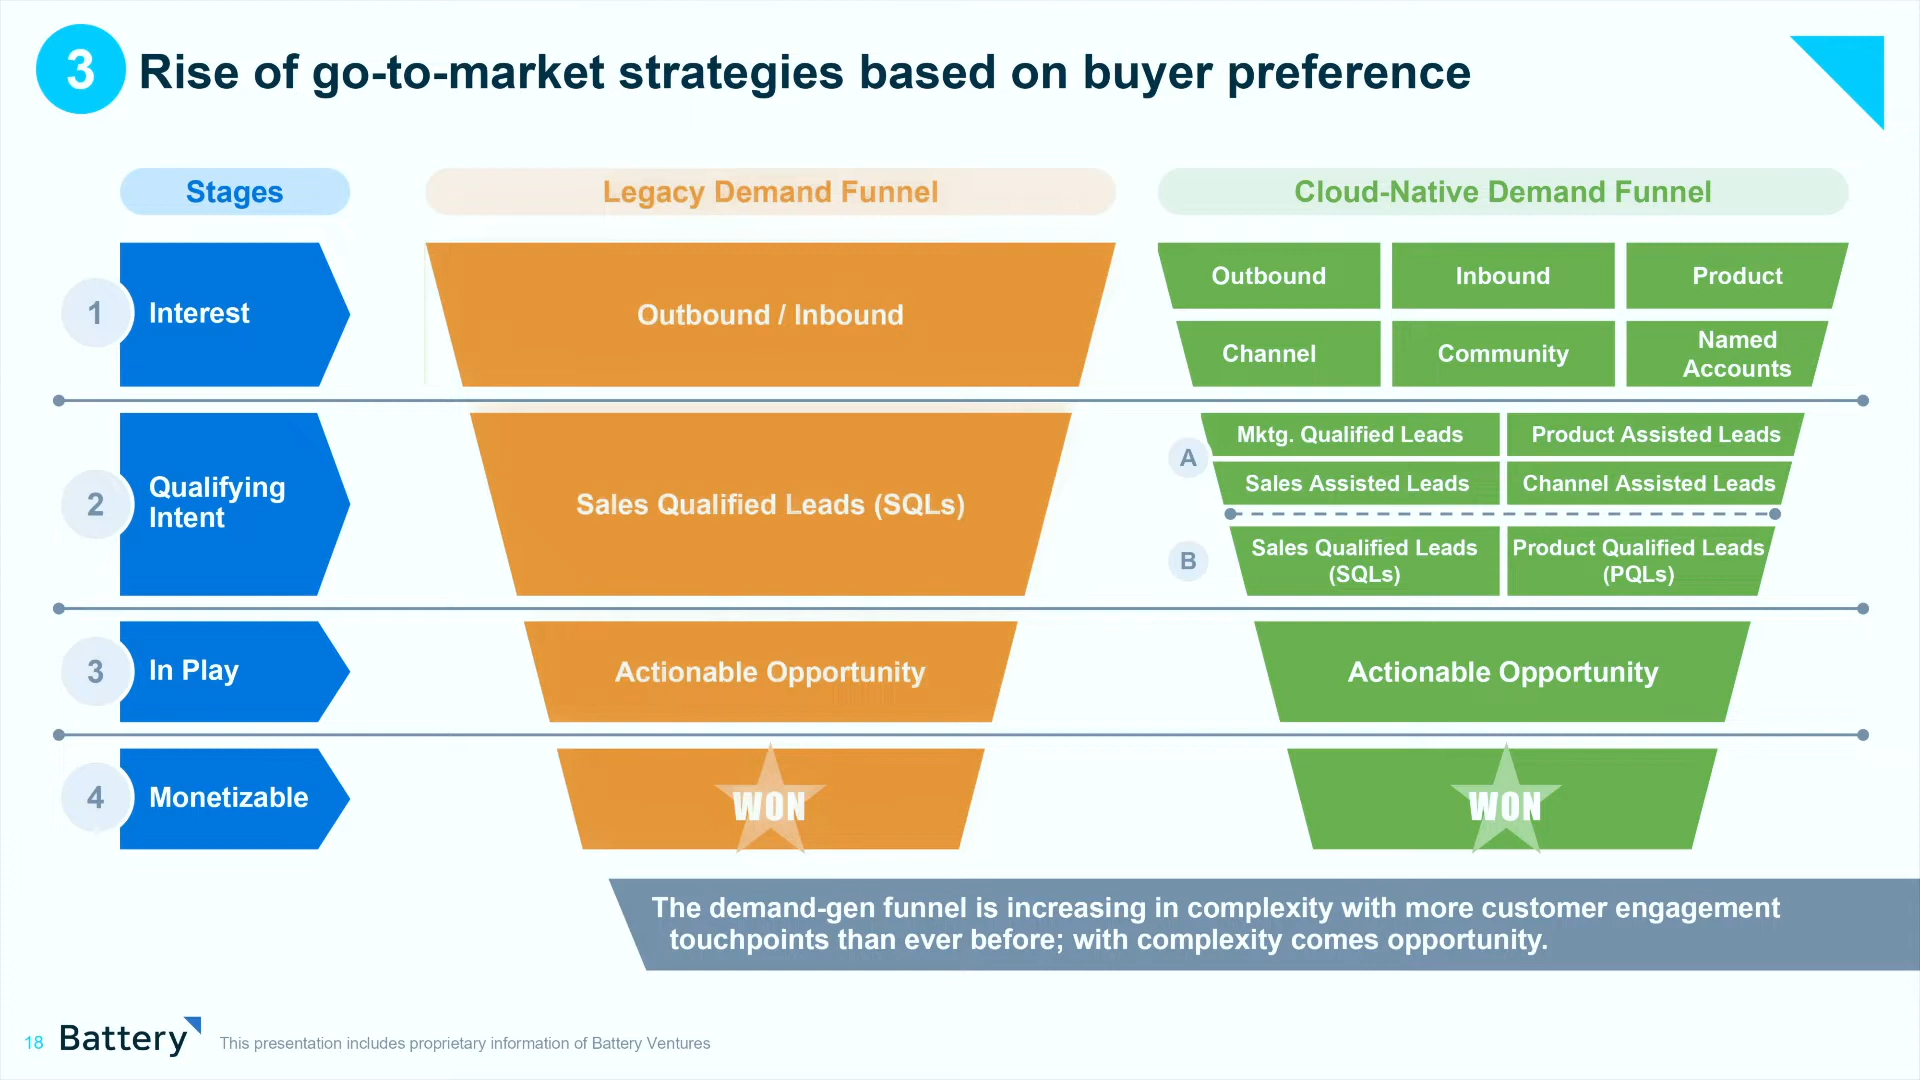 3
Rise of go-to-market strategies based on buyer preference
Stages
Legacy Demand Funnel
Cloud-Native Demand Funnel
1
Interest
Outbound / Inbound
Outbound
Inbound
Product
Channel
Community
Named
Accounts
2
Qualifying
Intent
Sales Qualified Leads (SQLs)
A
Mktg. Qualified Leads
Product Assisted Leads
Sales Assisted Leads
Channel Assisted Leads
B
Sales Qualified Leads
(SQLs)
Product Qualified Leads
(PQLs)
3
In Play
Actionable Opportunity
Actionable Opportunity
4
Monetizable
WON
WON
The demand-gen funnel is increasing in complexity with more customer engagement
touchpoints than ever before; with complexity comes opportunity.
18
Battery
This presentation includes proprietary information of Battery Ventures